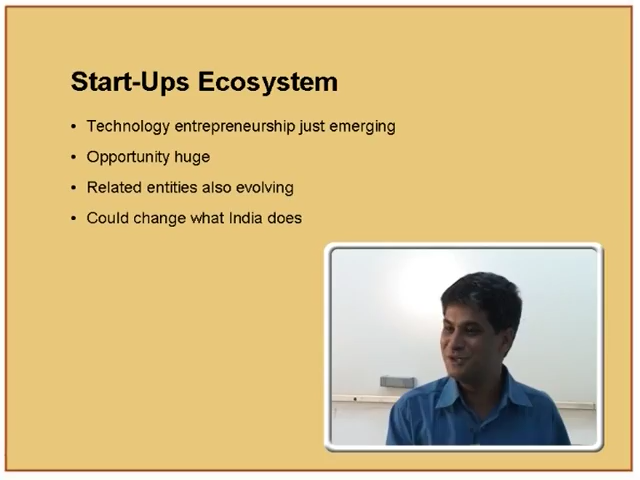 Start-Ups Ecosystem
• Technology entrepreneurship just emerging
• Opportunity huge
• Related entities also evolving
• Could change what India does